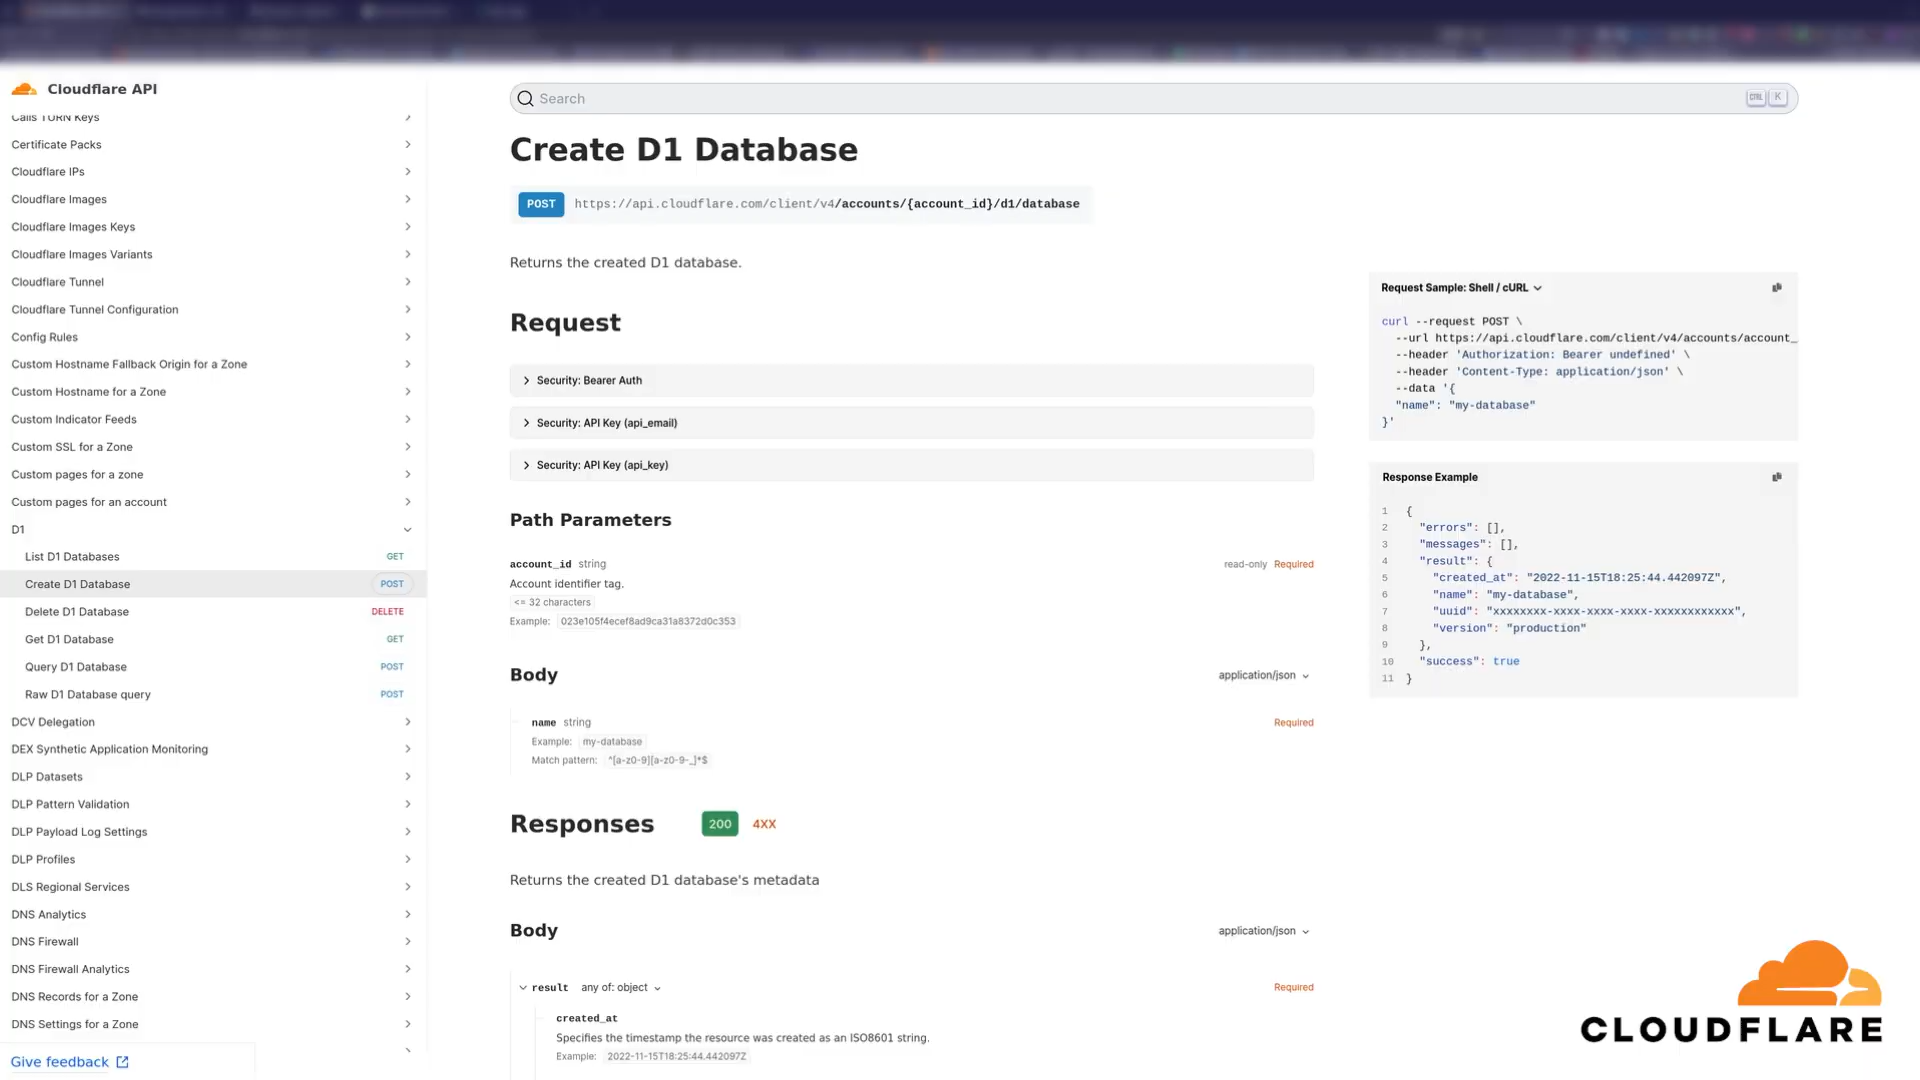 Cloudflare API
Calls TURN Keys
Certificate Packs
Cloudflare IPs
Cloudflare Images
Cloudflare Images Keys
Cloudflare Images Variants
Cloudflare Tunnel
Cloudflare Tunnel Configuration
Config Rules
Custom Hostname Fallback Origin for a Zone
Custom Hostname for a Zone
Custom Indicator Feeds
Custom SSL for a Zone
Custom pages for a zone
Custom pages for an account
D1
List D1 Databases GET
Create D1 Database POST
Delete D1 Database DELETE
Get D1 Database GET
Query D1 Database POST
Raw D1 Database query POST
DCV Delegation
DEX Synthetic Application Monitoring
DLP Datasets
DLP Pattern Validation
DLP Payload Log Settings
DLP Profiles
DLS Regional Services
DNS Analytics
DNS Firewall
DNS Firewall Analytics
DNS Records for a Zone
DNS Settings for a Zone
Give feedback
Search CTRL K
Create D1 Database
POST https://api.cloudflare.com/client/v4/accounts/{account_id}/d1/database
Returns the created D1 database.
Request
Security: Bearer Auth
Security: API Key (api_email)
Security: API Key (api_key)
Path Parameters
account_id string read-only Required
Account identifier tag.
<= 32 characters
Example: 023e105f4ecef8ad9ca31a8372d0c353
Body application/json
name string Required
Example: my-database
Match pattern: ^[a-z0-9][a-z0-9-_]*$
Responses 200 4XX
Returns the created D1 database's metadata
Body application/json
result any of: object Required
created_at
Specifies the timestamp the resource was created as an ISO8601 string.
Example: 2022-11-15T18:25:44.442097Z
Request Sample: Shell / cURL
curl --request POST \
--url https://api.cloudflare.com/client/v4/accounts/account_
--header 'Authorization: Bearer undefined' \
--header 'Content-Type: application/json' \
--data '{
"name": "my-database"
}'
Response Example
1 {
2 "errors": [],
3 "messages": [],
4 "result": {
5 "created_at": "2022-11-15T18:25:44.442097Z",
6 "name": "my-database",
7 "uuid": "xxxxxxxx-xxxx-xxxx-xxxx-xxxxxxxxxxxx",
8 "version": "production"
9 },
10 "success": true
11 }
CLOUDFLARE